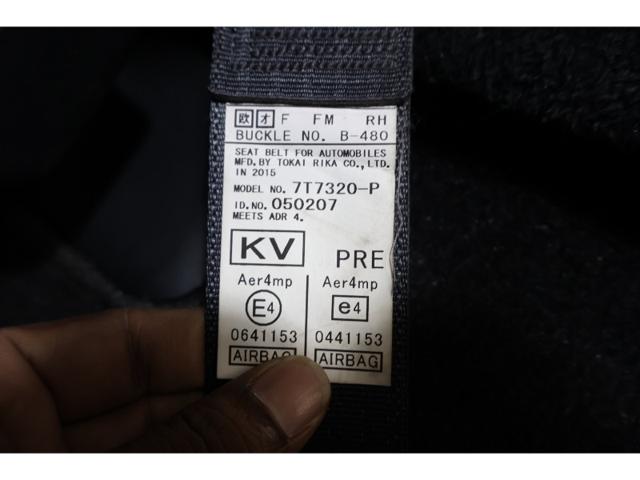 欧 オ F FM RH
BUCKLE NO. B-480
SEAT BELT FOR AUTOMOBILES
MFD.BY TOKAI RIKA CO.,LTD.
IN 2015
MODEL NO. 7T7320-P
ID.NO. 050207
MEETS ADR 4.
KV PRE
Aer4mp Aer4mp
E4 e4
0641153 0441153
AIRBAG AIRBAG